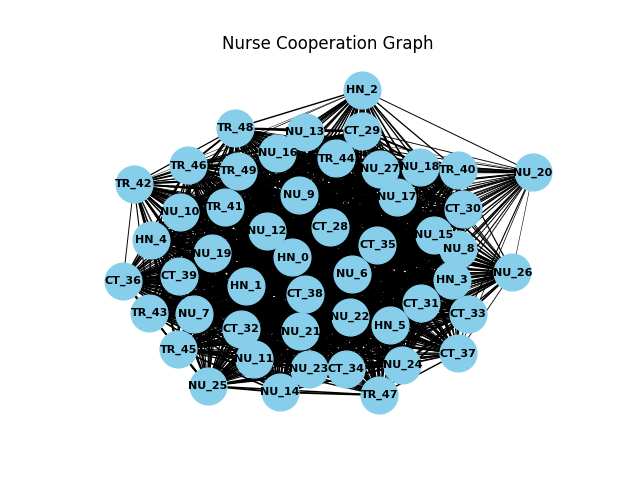 Nurse Cooperation Graph
HN_2
TR_48
NU_13
CT_29
NU_16
TR_44
TR_46
TR_49
NU_27
NU_18
TR_40
NU_20
TR_42
NU_9
NU_17
NU_10
TR_41
CT_30
CT_28
NU_12
NU_15
HN_4
CT_35
NU_8
NU_19
HN_0
CT_39
NU_6
NU_26
CT_36
HN_3
HN_1
CT_38
CT_31
TR_43
NU_7
CT_33
NU_22
HN_5
CT_32
NU_21
TR_45
CT_37
NU_11
NU_24
NU_23
CT_34
NU_25
NU_14
TR_47